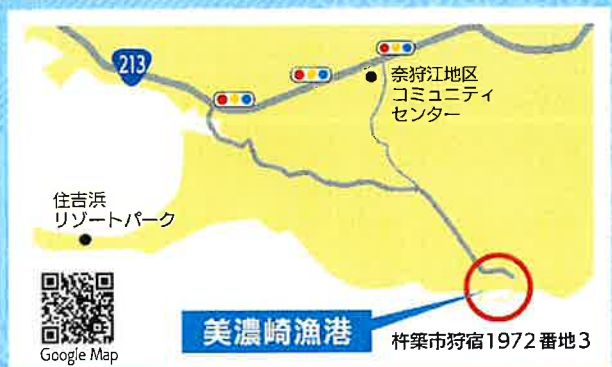 213
奈狩江地区
コミュニティ
センター
住吉浜
リゾートパーク
Google Map
美濃崎漁港
杵築市狩宿1972番地3